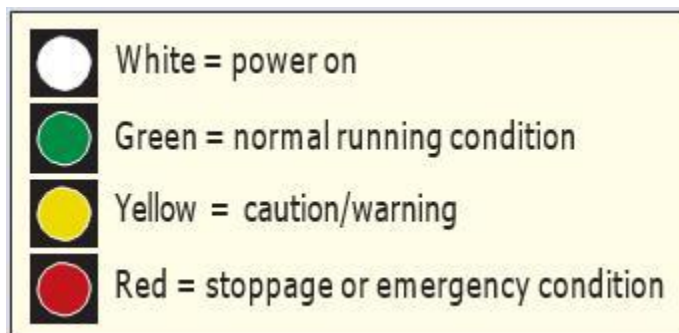 White = power on
Green = normal running condition
Yellow = caution/warning
Red = stoppage or emergency condition